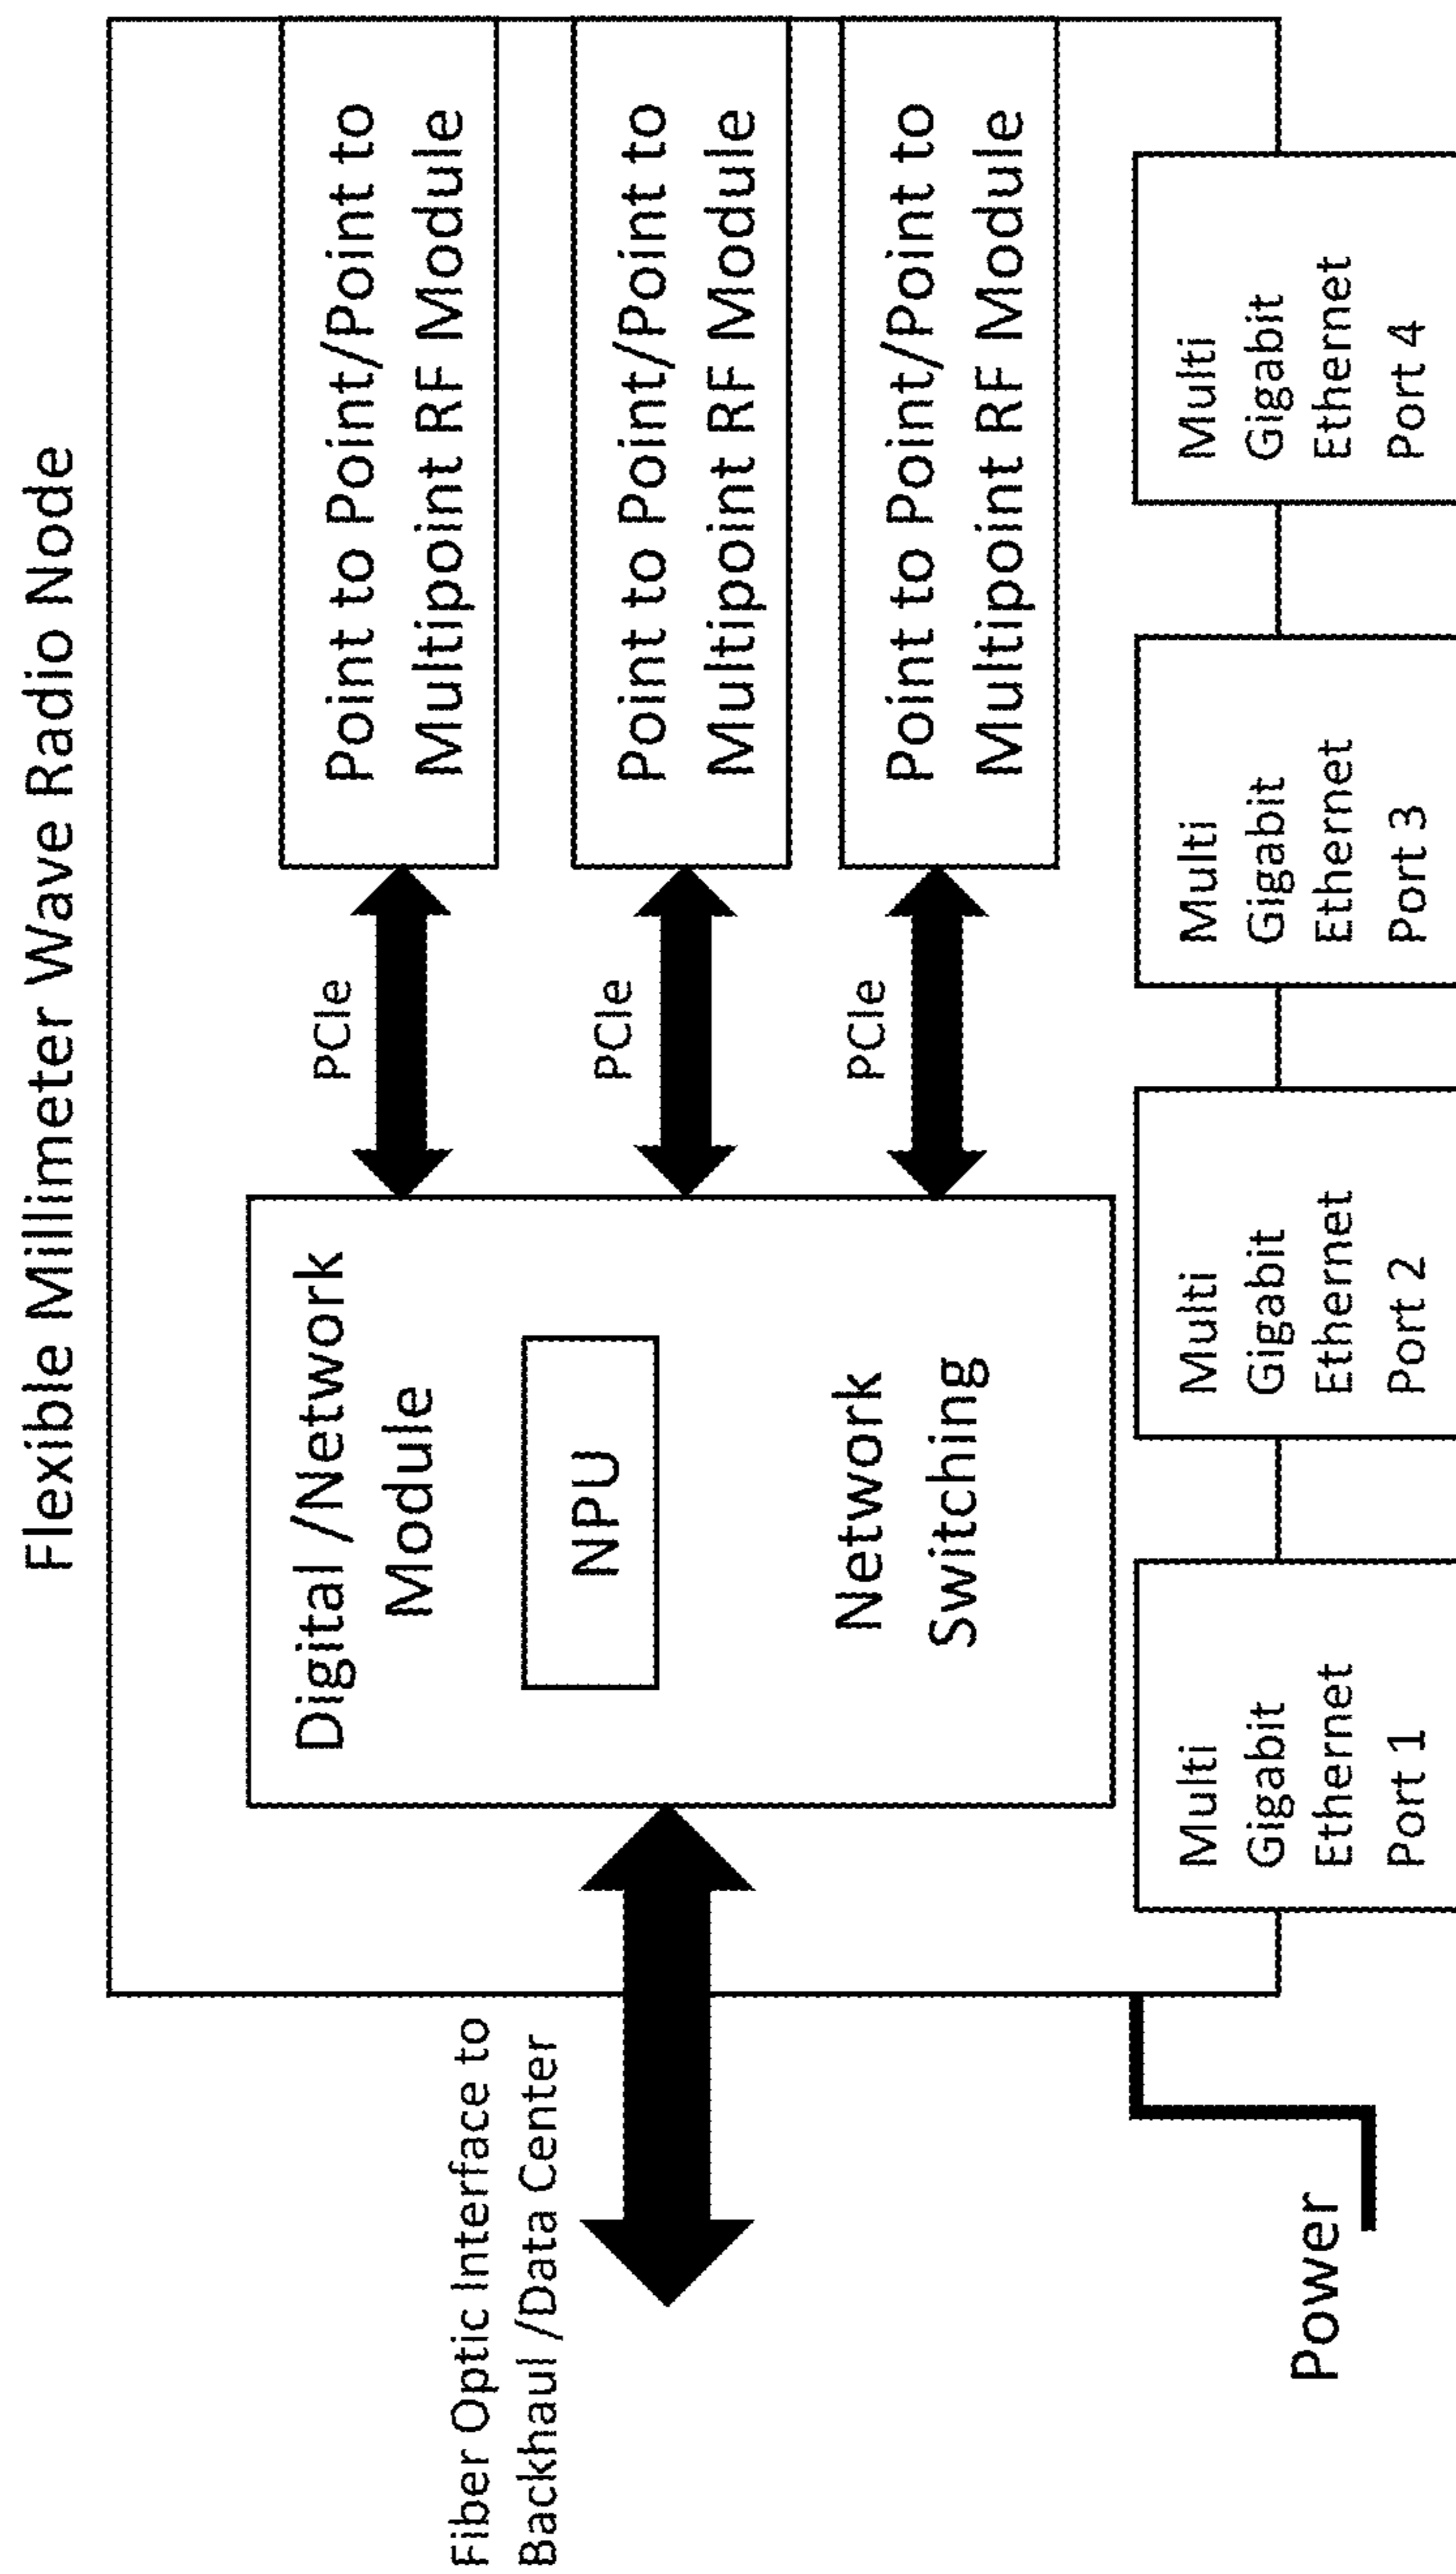 Flexible Millimeter Wave Radio Node
Fiber Optic Interface to
Backhaul /Data Center
Digital /Network
Module
NPU
Network
Switching
PCIe
Point to Point/Point to
Multipoint RF Module
PCIe
Point to Point/Point to
Multipoint RF Module
PCIe
Point to Point/Point to
Multipoint RF Module
Power
Multi
Gigabit
Ethernet
Port 1
Multi
Gigabit
Ethernet
Port 2
Multi
Gigabit
Ethernet
Port 3
Multi
Gigabit
Ethernet
Port 4